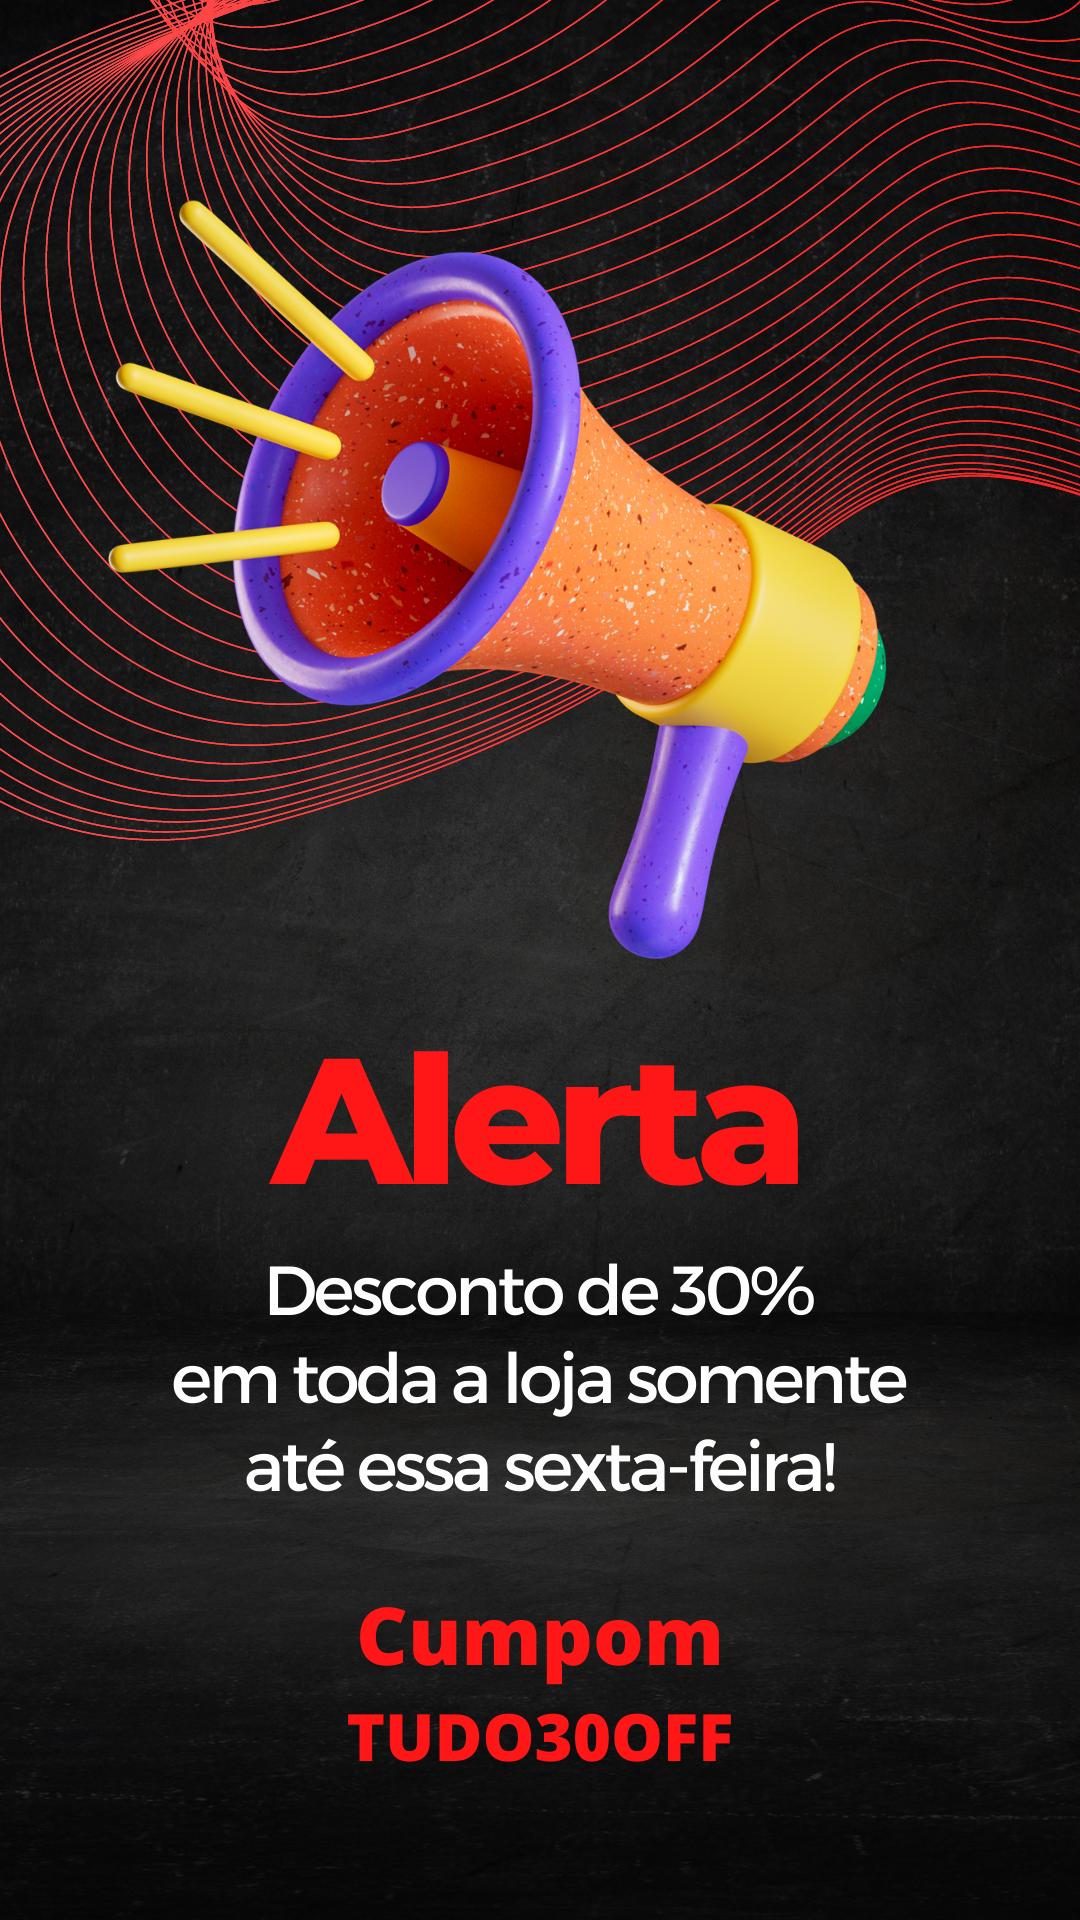 Alerta
Desconto de 30%
em toda a loja somente
até essa sexta-feira!
Cumpom
TUDO30OFF